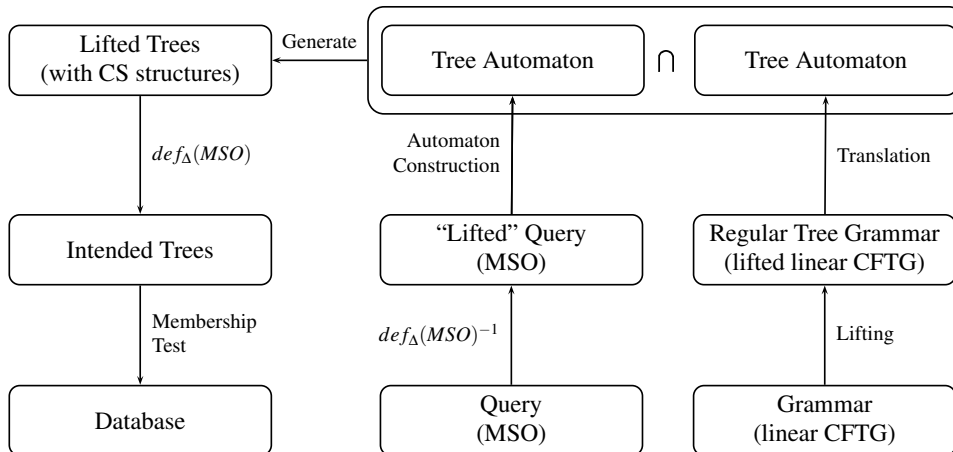 Lifted Trees
(with CS structures)
Generate
Tree Automaton
∩
Tree Automaton
def_Δ(MSO)
Automaton
Construction
Translation
Intended Trees
“Lifted” Query
(MSO)
Regular Tree Grammar
(lifted linear CFTG)
Membership
Test
def_Δ(MSO)⁻¹
Lifting
Database
Query
(MSO)
Grammar
(linear CFTG)